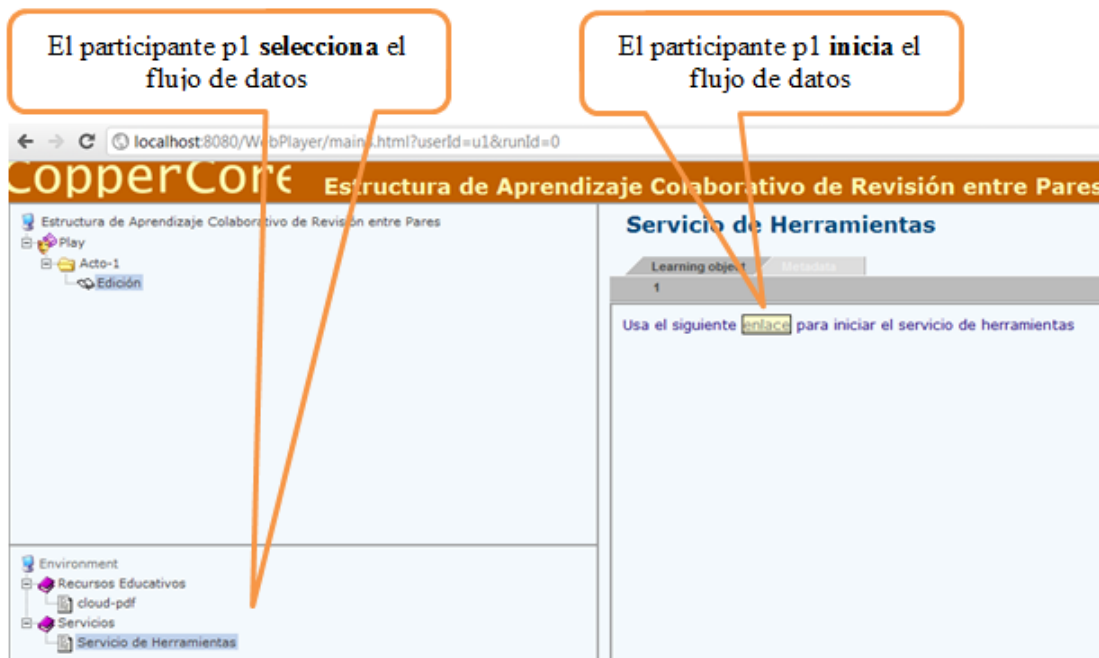 El participante p1 selecciona el
flujo de datos
El participante p1 inicia el
flujo de datos
localhost:8080/WebPlayer/main.html?userId=u1&runId=0
CopperCore
Estructura de Aprendizaje Colaborativo de Revisión entre Pares
Estructura de Aprendizaje Colaborativo de Revisión entre Pares
Play
Acto-1
Edición
Servicio de Herramientas
Learning object
Metadata
1
Usa el siguiente enlace para iniciar el servicio de herramientas
Environment
Recursos Educativos
cloud-pdf
Servicios
Servicio de Herramientas